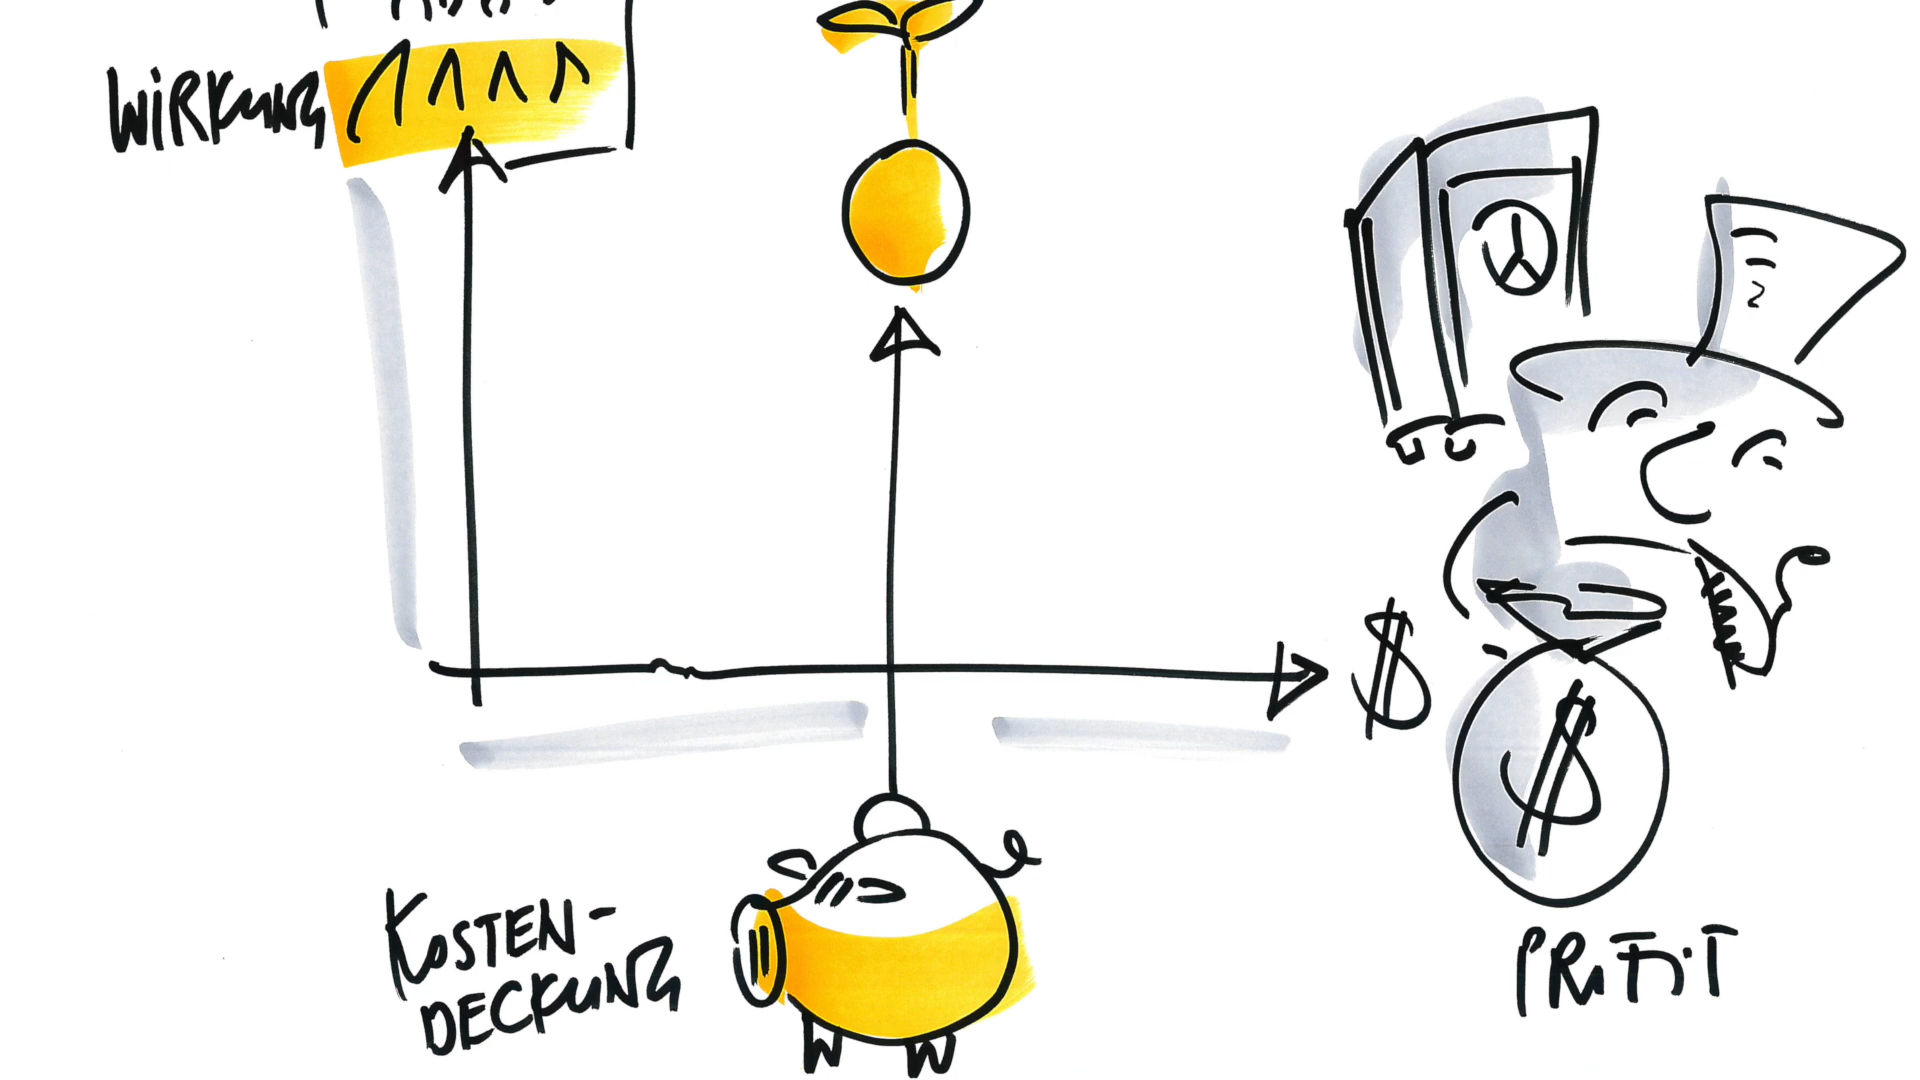 WIRKUNG
$
$
KOSTEN-
DECKUNG
PROFIT